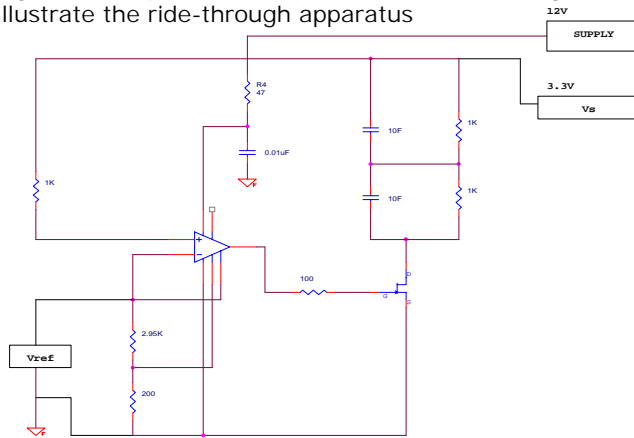 llustrate the ride-through apparatus
12V
SUPPLY
3.3V
Vs
R4
47
0.01uF
F
10F
1K
10F
1K
1K
+
-
100
D
G
S
2.95K
Vref
200
F